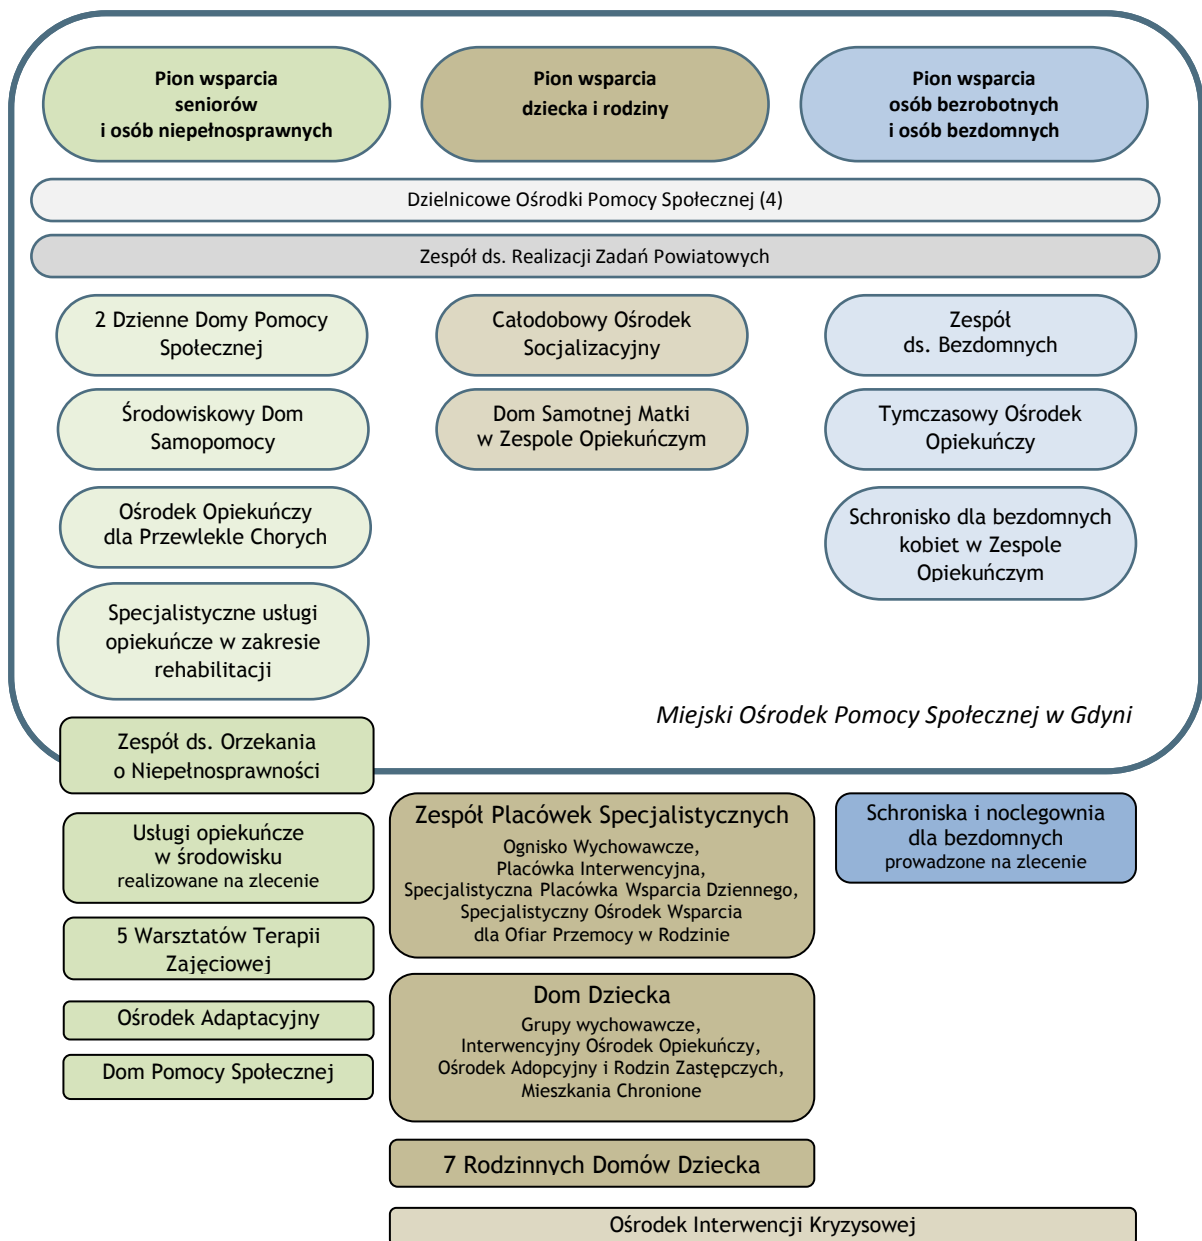 Pion wsparcia
seniorów
i osób niepełnosprawnych
Pion wsparcia
dziecka i rodziny
Pion wsparcia
osób bezrobotnych
i osób bezdomnych
Dzielnicowe Ośrodki Pomocy Społecznej (4)
Zespół ds. Realizacji Zadań Powiatowych
2 Dzienne Domy Pomocy
Społecznej
Środowiskowy Dom
Samopomocy
Ośrodek Opiekuńczy
dla Przewlekle Chorych
Specjalistyczne usługi
opiekuńcze w zakresie
rehabilitacji
Całodobowy Ośrodek
Socjalizacyjny
Dom Samotnej Matki
w Zespole Opiekuńczym
Zespół
ds. Bezdomnych
Tymczasowy Ośrodek
Opiekuńczy
Schronisko dla bezdomnych
kobiet w Zespole
Opiekuńczym
Miejski Ośrodek Pomocy Społecznej w Gdyni
Zespół ds. Orzekania
o Niepełnosprawności
Usługi opiekuńcze
w środowisku
realizowane na zlecenie
5 Warsztatów Terapii
Zajęciowej
Ośrodek Adaptacyjny
Dom Pomocy Społecznej
Zespół Placówek Specjalistycznych
Ognisko Wychowawcze,
Placówka Interwencyjna,
Specjalistyczna Placówka Wsparcia Dziennego,
Specjalistyczny Ośrodek Wsparcia
dla Ofiar Przemocy w Rodzinie
Dom Dziecka
Grupy wychowawcze,
Interwencyjny Ośrodek Opiekuńczy,
Ośrodek Adopcyjny i Rodzin Zastępczych,
Mieszkania Chronione
7 Rodzinnych Domów Dziecka
Schroniska i noclegownia
dla bezdomnych
prowadzone na zlecenie
Ośrodek Interwencji Kryzysowej